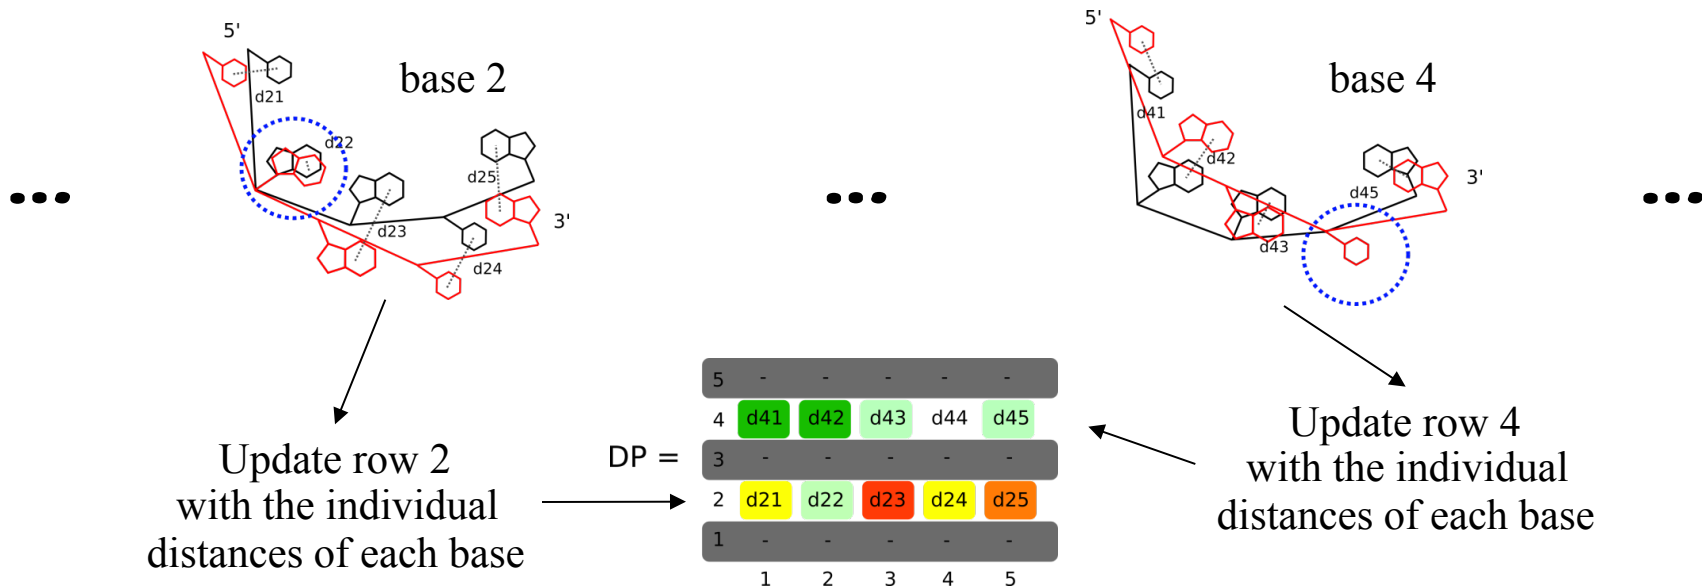 5'
d21
base 2
d22
d25
d23
3'
d24
5'
base 4
d41
d42
3'
d45
d43
Update row 2
with the individual
distances of each base
DP =
5 - - - - -
4 d41 d42 d43 d44 d45
3 - - - - -
2 d21 d22 d23 d24 d25
1 - - - - -
1 2 3 4 5
Update row 4
with the individual
distances of each base